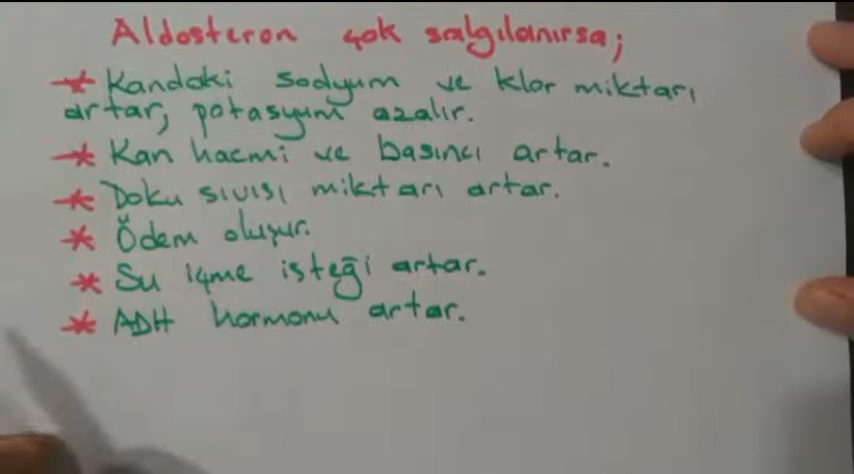 Aldosteron çok salgılanırsa;
* Kandaki sodyum ve klor miktarı
artar, potasyum azalır.
* Kan hacmi ve basıncı artar.
* Doku sıvısı miktarı artar.
* Ödem oluşur.
* Su içme isteği artar.
* ADH hormonu artar.